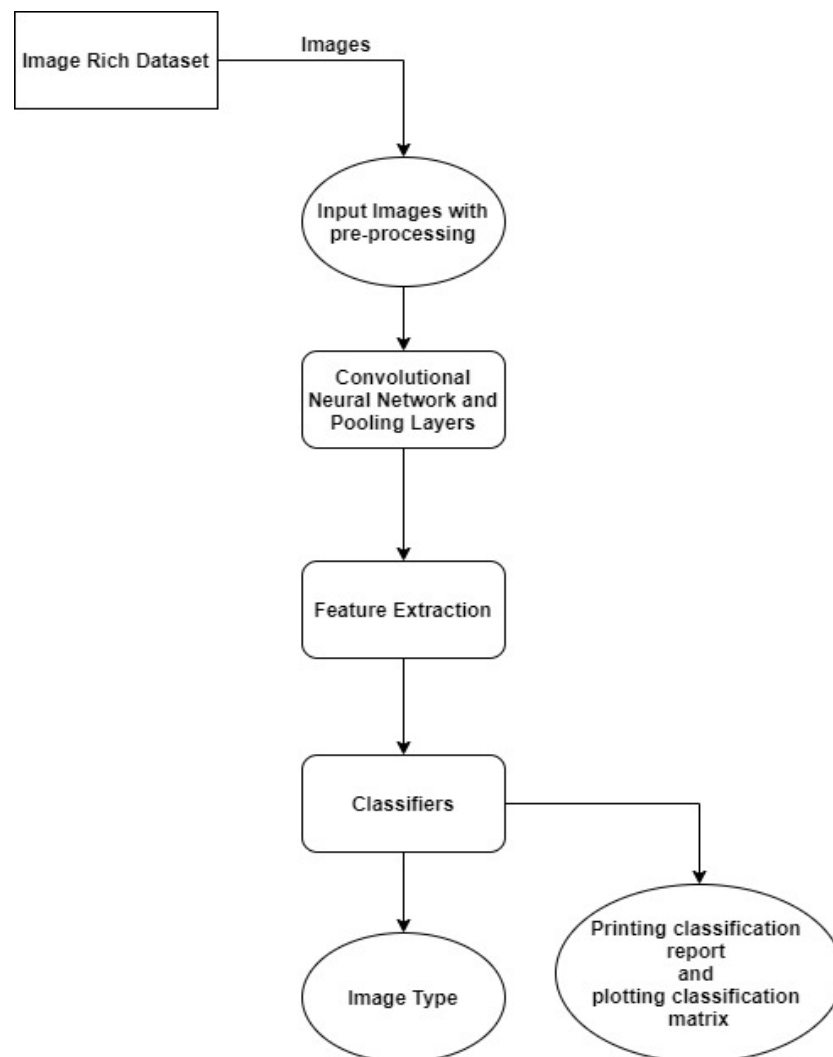 Image Rich Dataset
Images
Input Images with
pre-processing
Convolutional
Neural Network and
Pooling Layers
Feature Extraction
Classifiers
Image Type
Printing classification
report
and
plotting classification
matrix